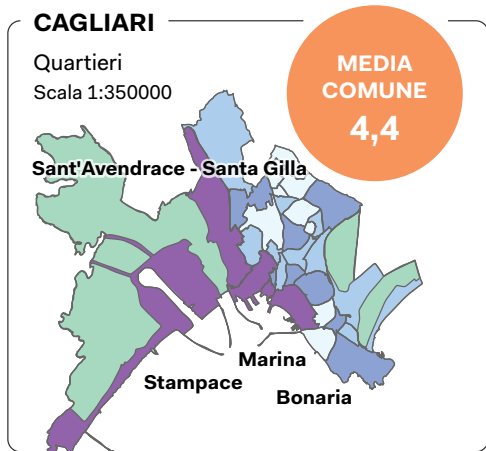 CAGLIARI
Quartieri
Scala 1:350000
MEDIA
COMUNE
4,4
Sant'Avendrace - Santa Gilla
Marina
Stampace
Bonaria